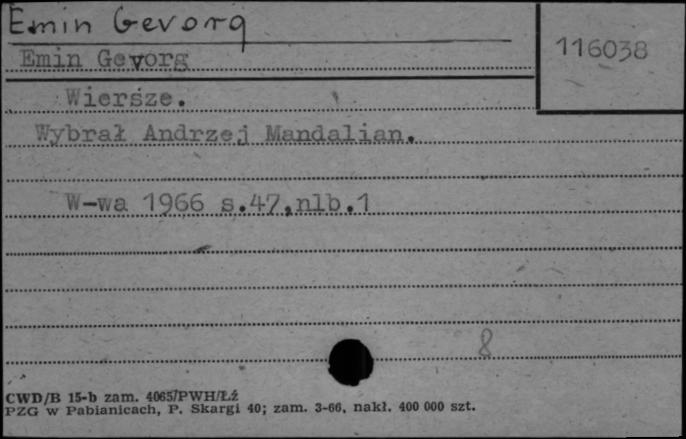 Emin Gevorg
116038
Emin Gevorg
Wiersze.
Wybrał Andrzej Mandalian.
W-wa 1966 s.47,nlb.1
8
CWD/B 15-b zam. 4065/PWH/Łź
PZG w Pabianicach, P. Skargi 40; zam. 3-66, nakł. 400 000 szt.